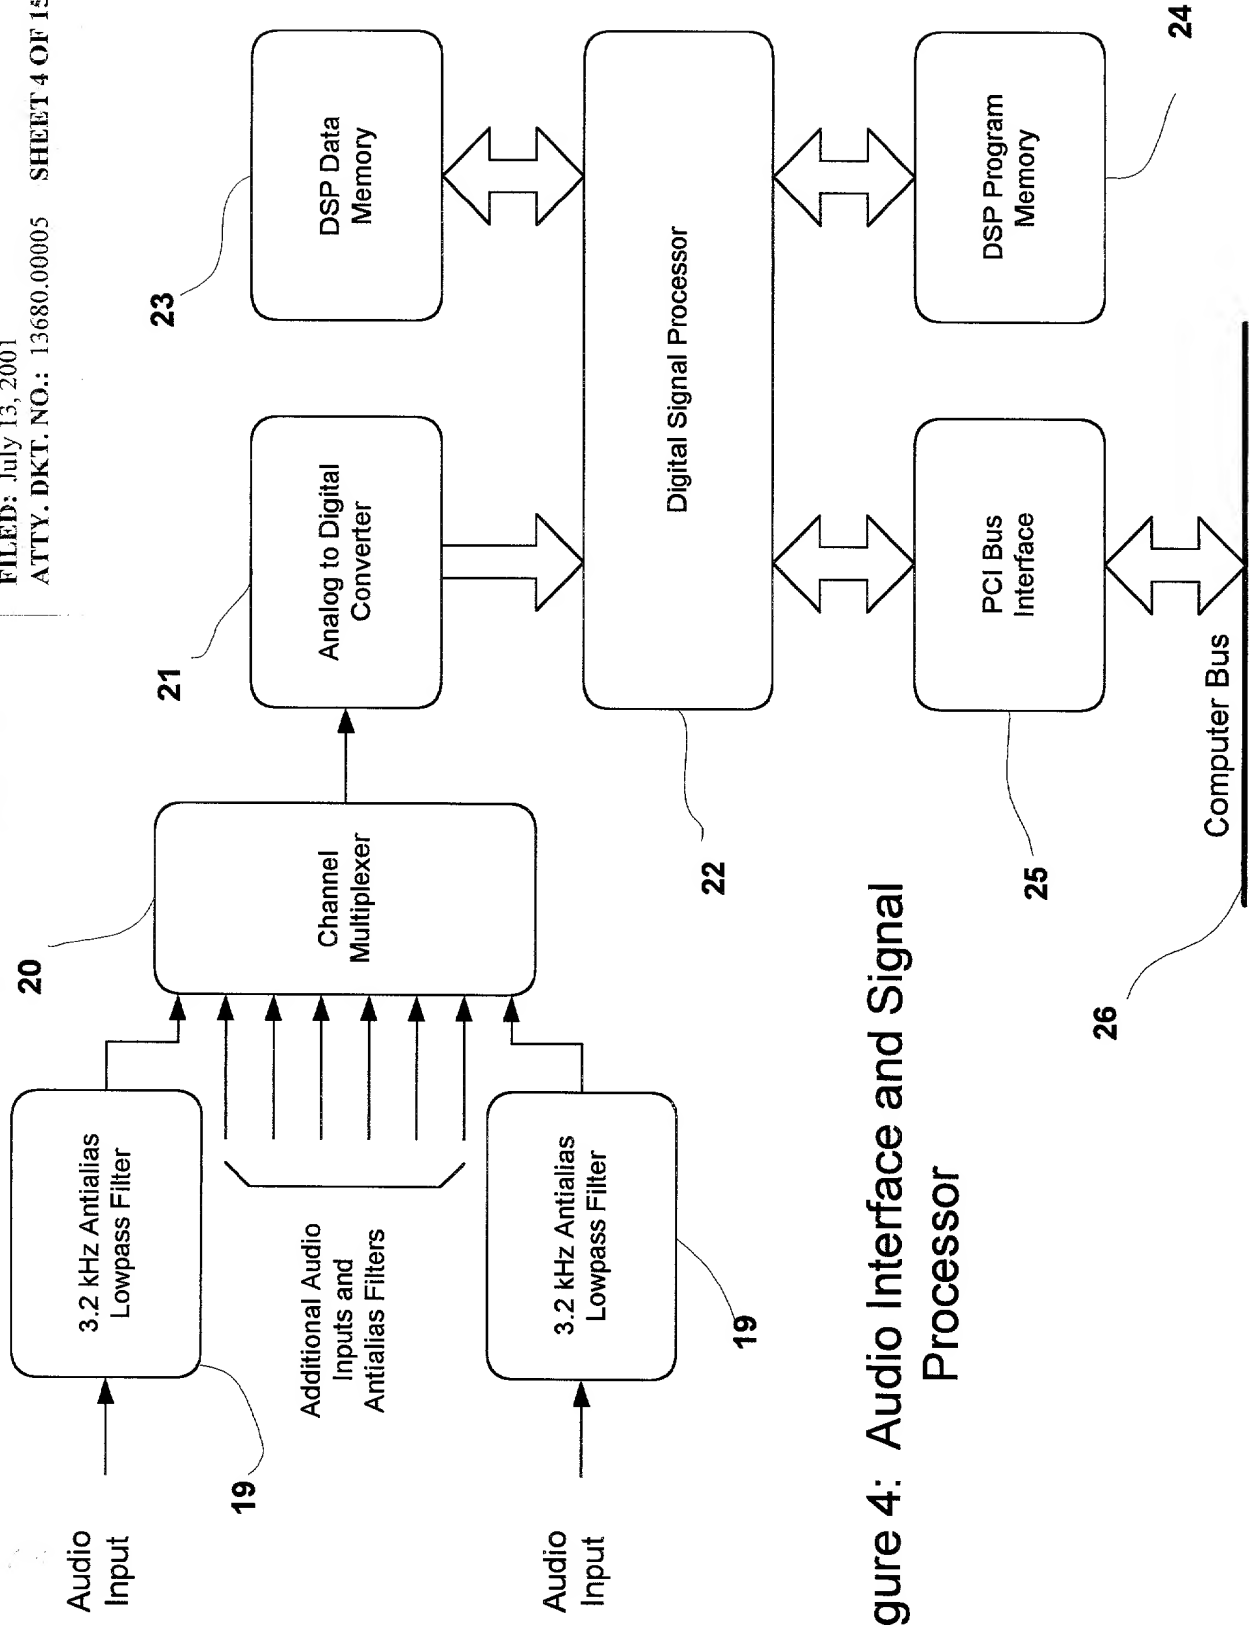 FILED: July 13, 2001
ATTY. DKT. NO.: 13680.00005 SHEET 4 OF 15
Audio
Input
19
3.2 kHz Antialias
Lowpass Filter
Additional Audio
Inputs and
Antialias Filters
Audio
Input
3.2 kHz Antialias
Lowpass Filter
19
20
Channel
Multiplexer
21
Analog to Digital
Converter
23
DSP Data
Memory
22
Digital Signal Processor
25
PCI Bus
Interface
DSP Program
Memory
24
Computer Bus
26
gure 4: Audio Interface and Signal
Processor